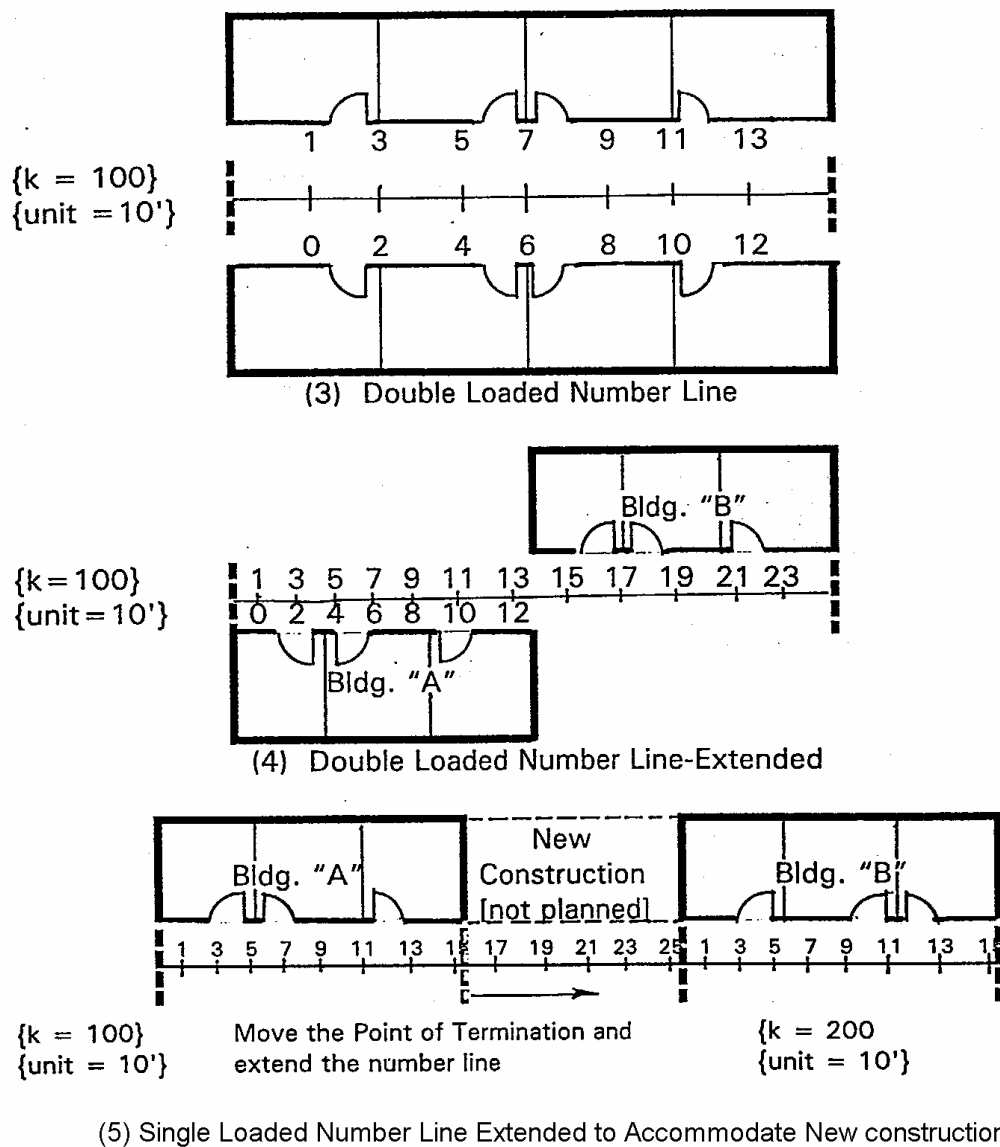 1 3 5 7 9 11 13
{k = 100}
{unit = 10'}
0 2 4 6 8 10 12
(3) Double Loaded Number Line
Bldg. "B"
{k = 100}
1 3 5 7 9 11 13 15 17 19 21 23
{unit = 10'}
0 2 4 6 8 10 12
Bldg. "A"
(4) Double Loaded Number Line-Extended
New
Bldg. "A" Construction Bldg. "B"
[not planned]
1 3 5 7 9 11 13 15 17 19 21 23 25 1 3 5 7 9 11 13 15
{k = 100} Move the Point of Termination and {k = 200
{unit = 10'} extend the number line {unit = 10'}
(5) Single Loaded Number Line Extended to Accommodate New construction